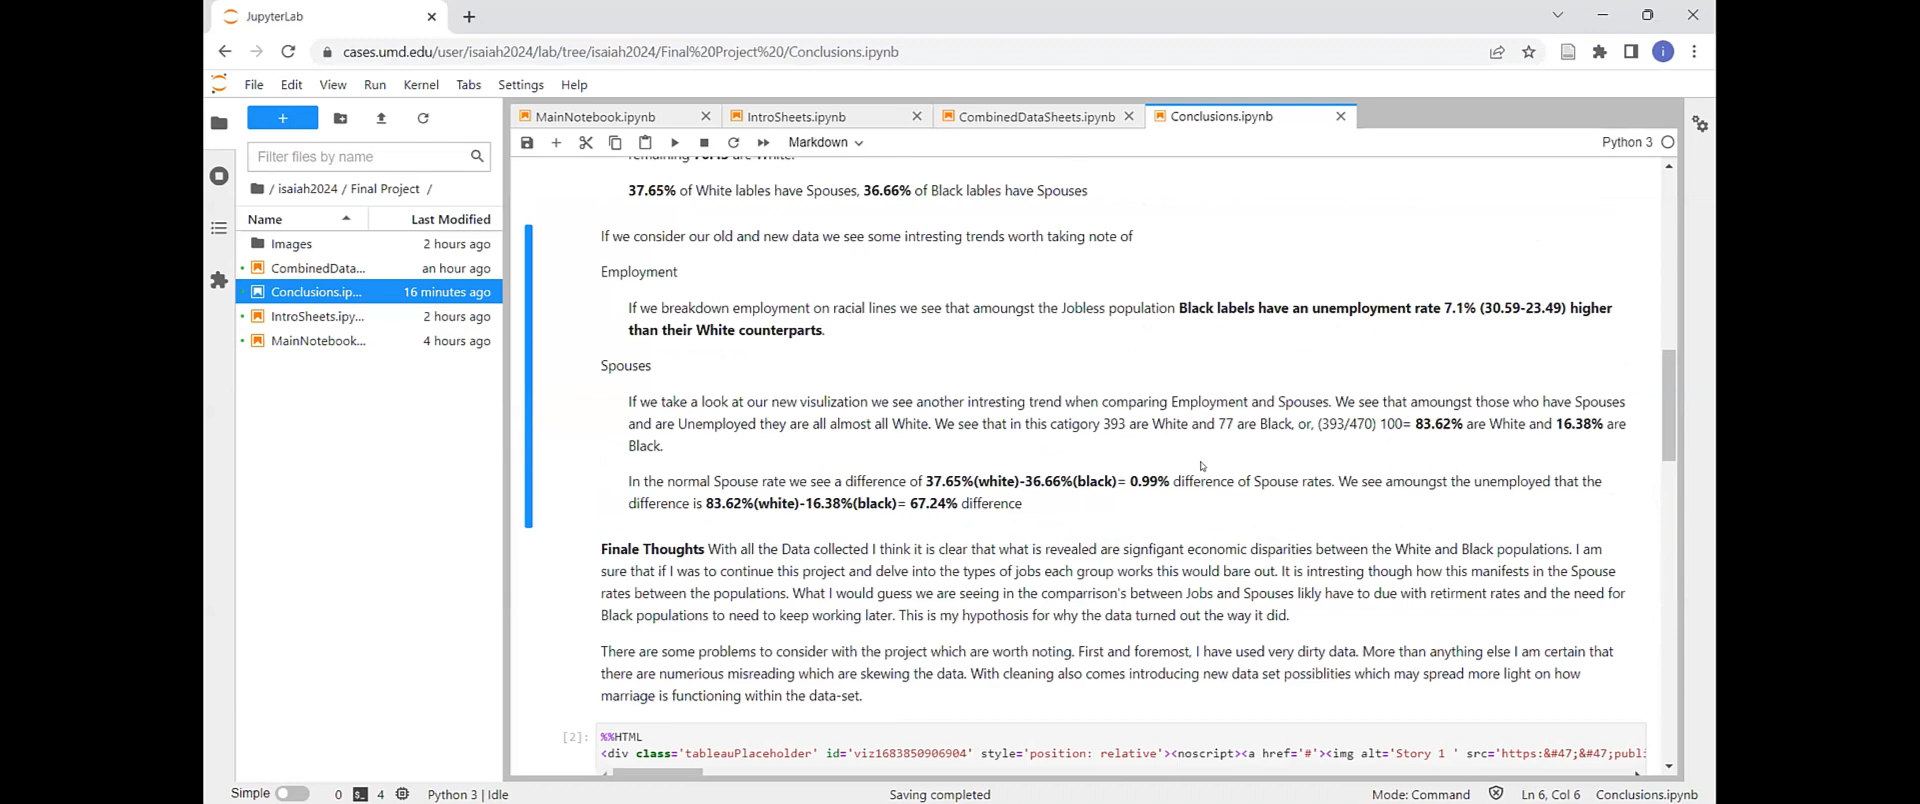 JupyterLab
cases.umd.edu/user/isaiah2024/lab/tree/isaiah2024/Final%20Project%20/Conclusions.ipynb
i
File Edit View Run Kernel Tabs Settings Help
MainNotebook.ipynb
IntroSheets.ipynb
CombinedDataSheets.ipynb
Conclusions.ipynb
Markdown
Python 3
Filter files by name
/ isaiah2024 / Final Project /
Name Last Modified
Images 2 hours ago
CombinedData... an hour ago
Conclusions.ip... 16 minutes ago
IntroSheets.ipy... 2 hours ago
MainNotebook... 4 hours ago
37.65% of White lables have Spouses, 36.66% of Black lables have Spouses
If we consider our old and new data we see some intresting trends worth taking note of
Employment
If we breakdown employment on racial lines we see that amoungst the Jobless population Black labels have an unemployment rate 7.1% (30.59-23.49) higher
than their White counterparts.
Spouses
If we take a look at our new visulization we see another intresting trend when comparing Employment and Spouses. We see that amoungst those who have Spouses
and are Unemployed they are all almost all White. We see that in this catigory 393 are White and 77 are Black, or, (393/470) 100= 83.62% are White and 16.38% are
Black.
In the normal Spouse rate we see a difference of 37.65%(white)-36.66%(black)= 0.99% difference of Spouse rates. We see amoungst the unemployed that the
difference is 83.62%(white)-16.38%(black)= 67.24% difference
Finale Thoughts With all the Data collected I think it is clear that what is revealed are signfigant economic disparities between the White and Black populations. I am
sure that if I was to continue this project and delve into the types of jobs each group works this would bare out. It is intresting though how this manifests in the Spouse
rates between the populations. What I would guess we are seeing in the comparrison's between Jobs and Spouses likly have to due with retirment rates and the need for
Black populations to need to keep working later. This is my hypothesis for why the data turned out the way it did.
There are some problems to consider with the project which are worth noting. First and foremost, I have used very dirty data. More than anything else I am certain that
there are numerous misreading which are skewing the data. With cleaning also comes introducing new data set possiblities which may spread more light on how
marriage is functioning within the data-set.
[2]: %%HTML
<div class='tableauPlaceholder' id='viz1683850906904' style='position: relative'><noscript><a href='#'><img alt='Story 1 ' src='https:&#47;&#47;publi
Simple 0 4 Python 3 | Idle Saving completed Mode: Command Ln 6, Col 6 Conclusions.ipynb